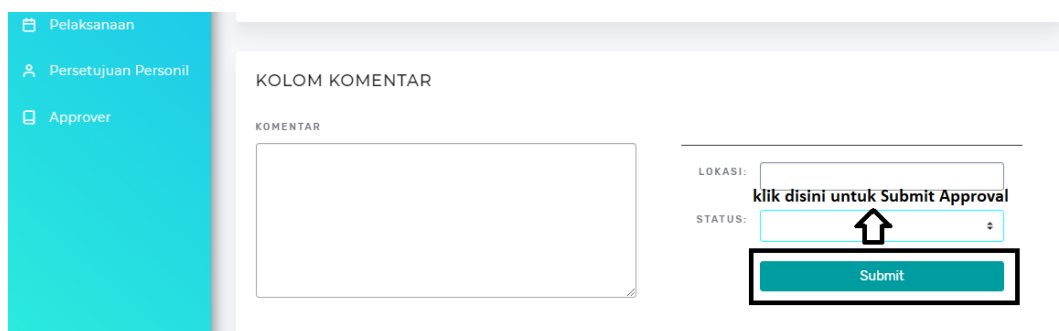 Pelaksanaan
Persetujuan Personil
Approver
KOLOM KOMENTAR
KOMENTAR
LOKASI:
klik disini untuk Submit Approval
STATUS:
Submit